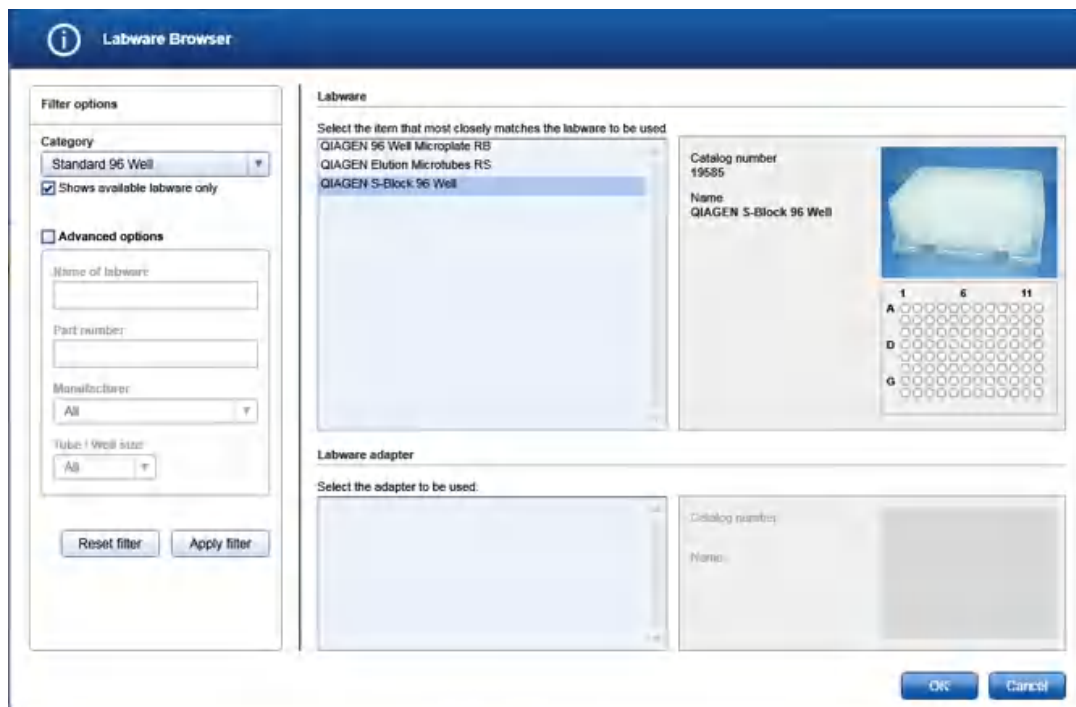 Labware Browser
Filter options
Category
Standard 96 Well
Shows available labware only
Advanced options
Name of labware
Part number
Manufacturer
All
Tube / Well size
All
Reset filter
Apply filter
Labware
Select the item that most closely matches the labware to be used
QIAGEN 96 Well Microplate RB
QIAGEN Elution Microtubes RS
QIAGEN S-Block 96 Well
Catalog number
19585
Name
QIAGEN S-Block 96 Well
1 6 11
A
D
G
Labware adapter
Select the adapter to be used:
Catalog number
Name
OK
Cancel